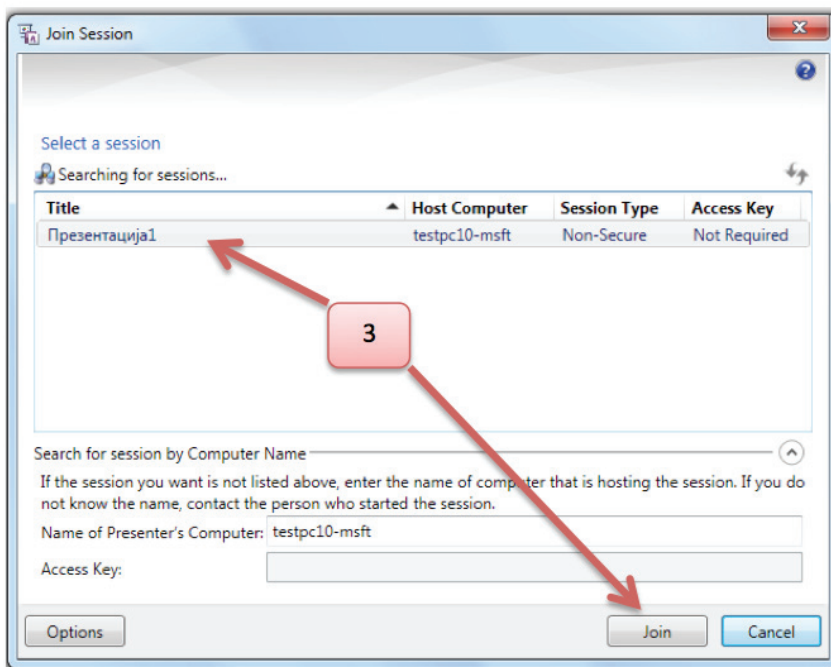 Join Session
Select a session
Searching for sessions...
Title Host Computer Session Type Access Key
Презентација1 testpc10-msft Non-Secure Not Required
3
Search for session by Computer Name
If the session you want is not listed above, enter the name of computer that is hosting the session. If you do
not know the name, contact the person who started the session.
Name of Presenter's Computer: testpc10-msft
Access Key:
Options Join Cancel